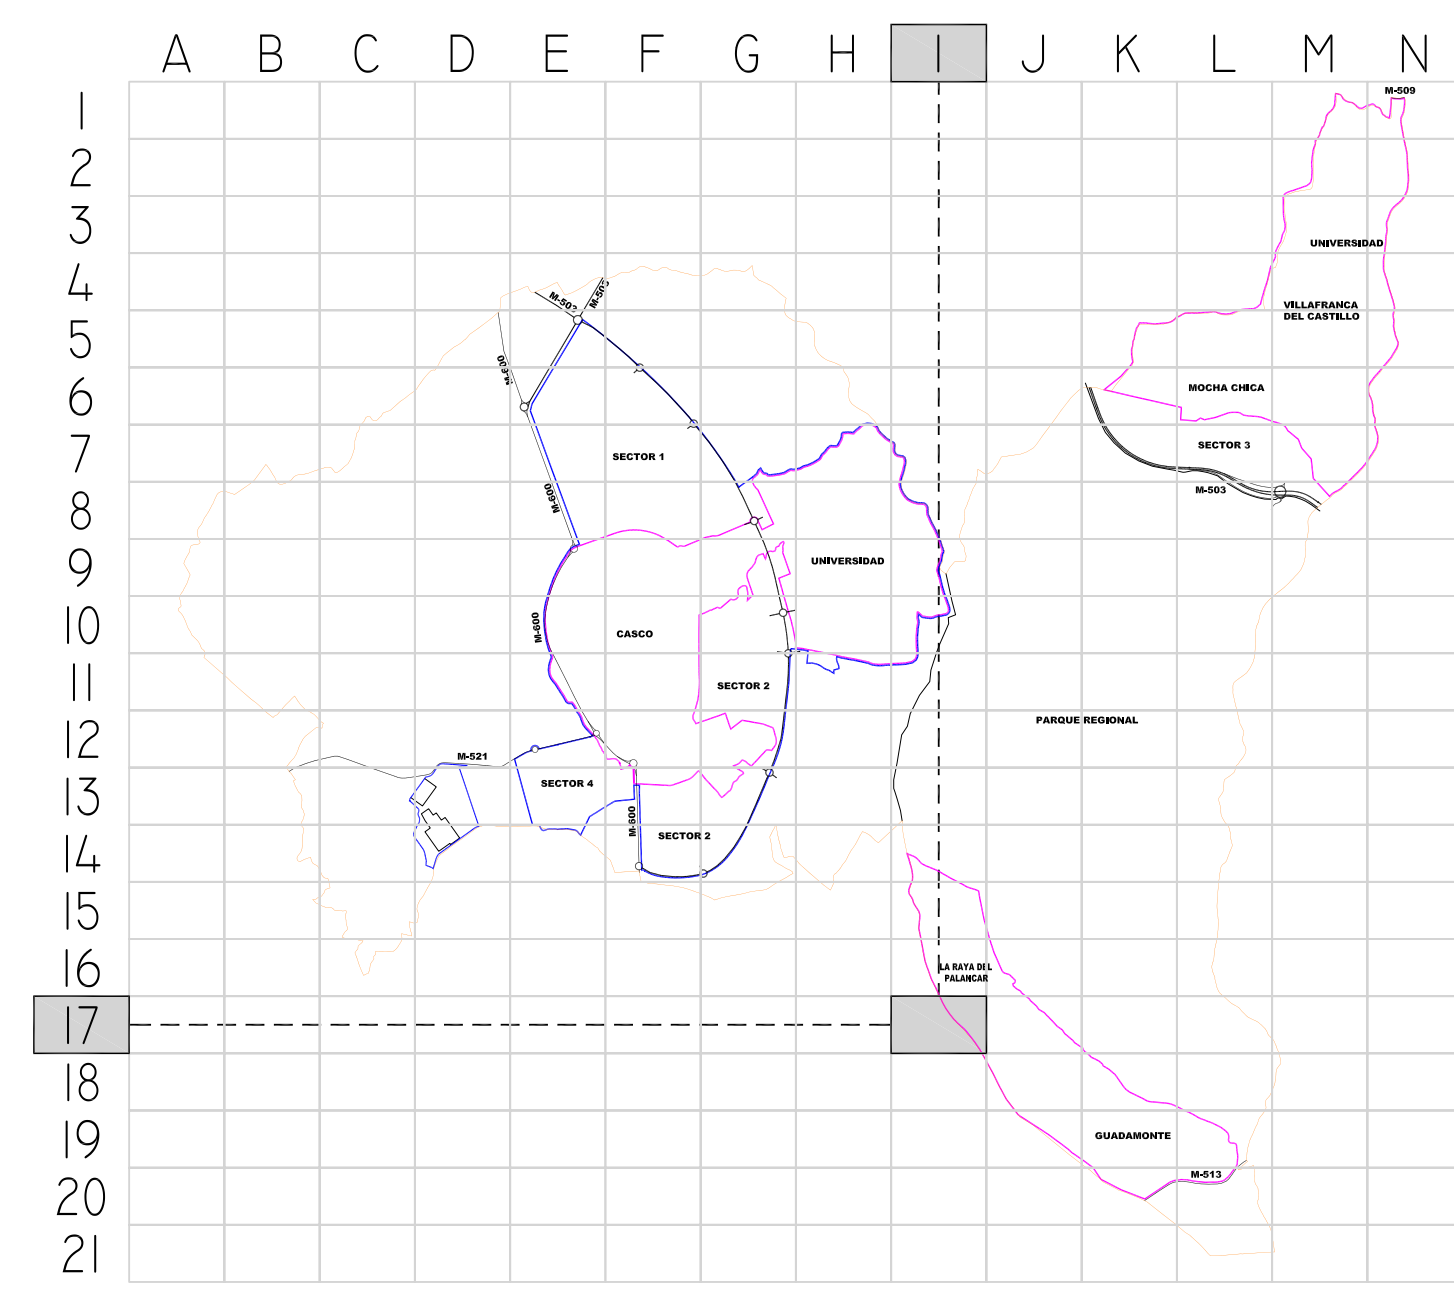 A B C D E F G H I J K L M N
1
M-509
2
3
UNIVERSIDAD
4
M-503
VILLAFRANCA
DEL CASTILLO
5
M-600
6
MOCHA CHICA
7
SECTOR 1
SECTOR 3
8
M-600
M-503
9
UNIVERSIDAD
10
M-600
CASCO
11
SECTOR 2
12
PARQUE REGIONAL
M-521
13
SECTOR 4
M-600
SECTOR 2
14
15
16
LA RAYA DEL
PALANCAR
17
18
19
GUADAMONTE
20
M-513
21